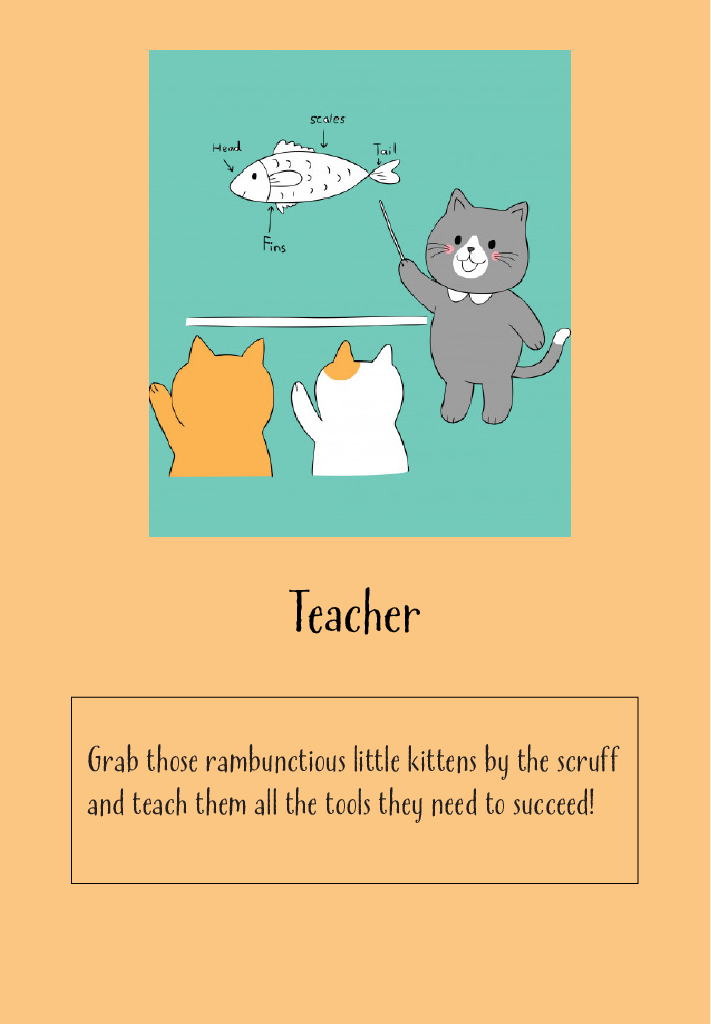 scales
Head
Tail
Fins
Teacher
Grab those rambunctious little kittens by the scruff
and teach them all the tools they need to succeed!